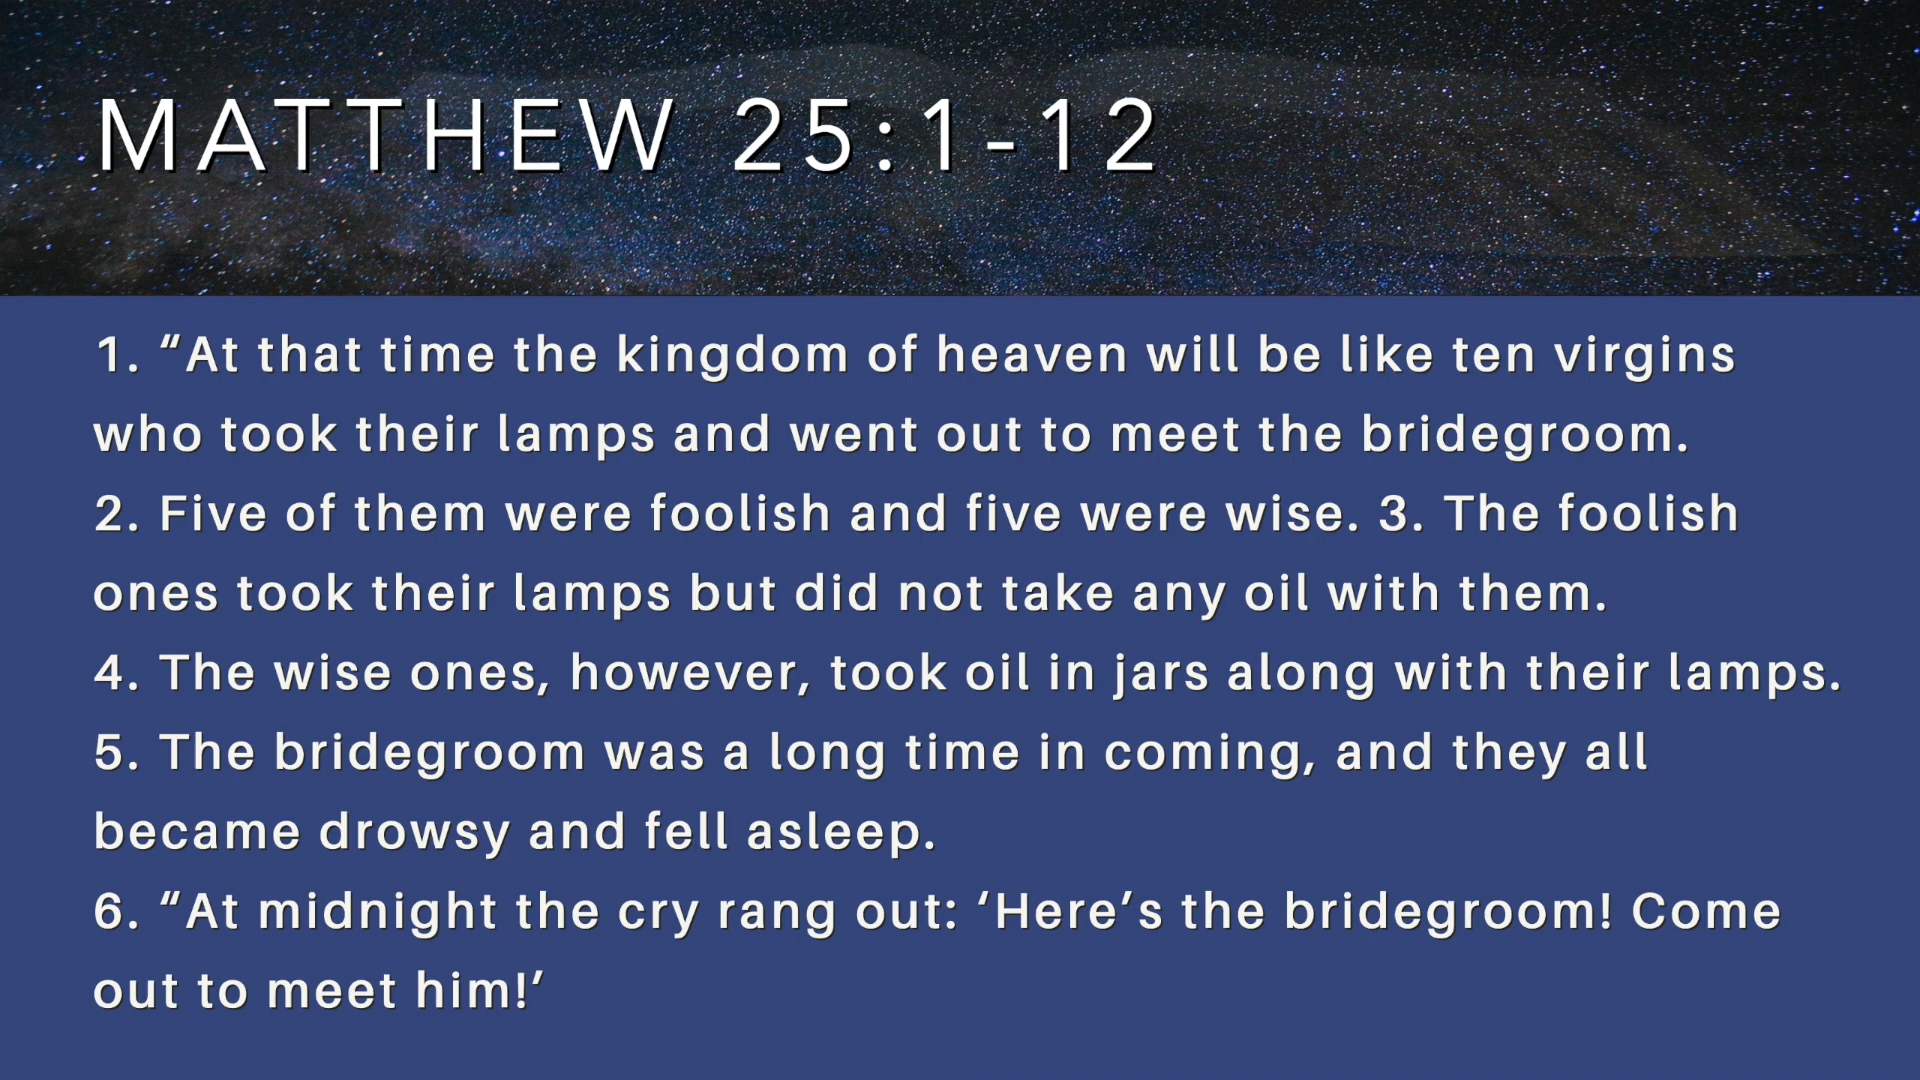 MATTHEW 25:1-12
1. “At that time the kingdom of heaven will be like ten virgins
who took their lamps and went out to meet the bridegroom.
2. Five of them were foolish and five were wise. 3. The foolish
ones took their lamps but did not take any oil with them.
4. The wise ones, however, took oil in jars along with their lamps.
5. The bridegroom was a long time in coming, and they all
became drowsy and fell asleep.
6. “At midnight the cry rang out: ‘Here’s the bridegroom! Come
out to meet him!’